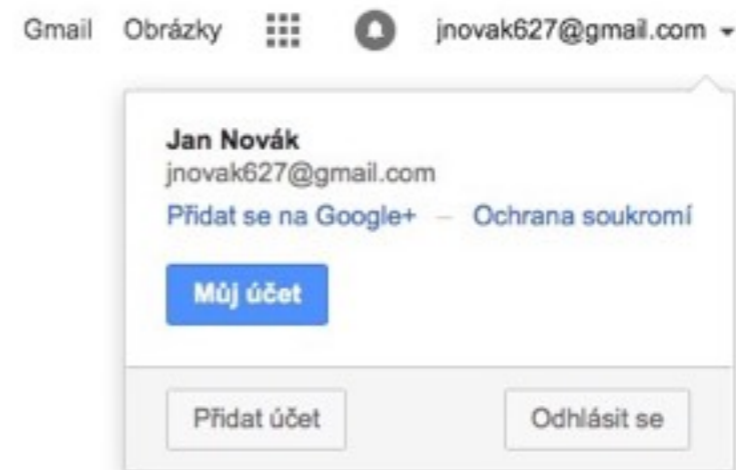 Gmail Obrázky jnovak627@gmail.com
Jan Novák
jnovak627@gmail.com
Přidat se na Google+ – Ochrana soukromí
Můj účet
Přidat účet Odhlásit se